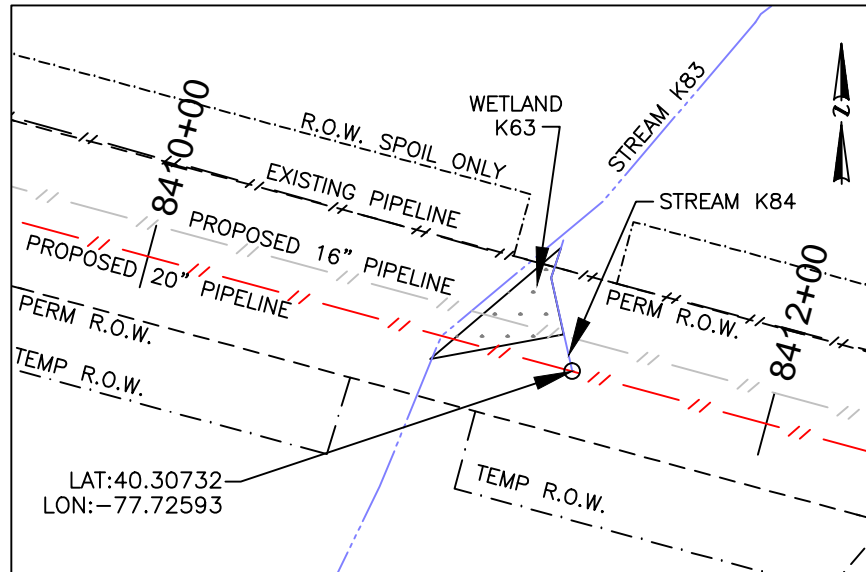 WETLAND
K63
STREAM K83
N
8410+00
R.O.W. SPOIL ONLY
EXISTING PIPELINE
STREAM K84
PROPOSED 16” PIPELINE
PROPOSED 20” PIPELINE
8412+00
PERM R.O.W.
PERM R.O.W.
TEMP R.O.W.
LAT:40.30732
LON:−77.72593
TEMP R.O.W.